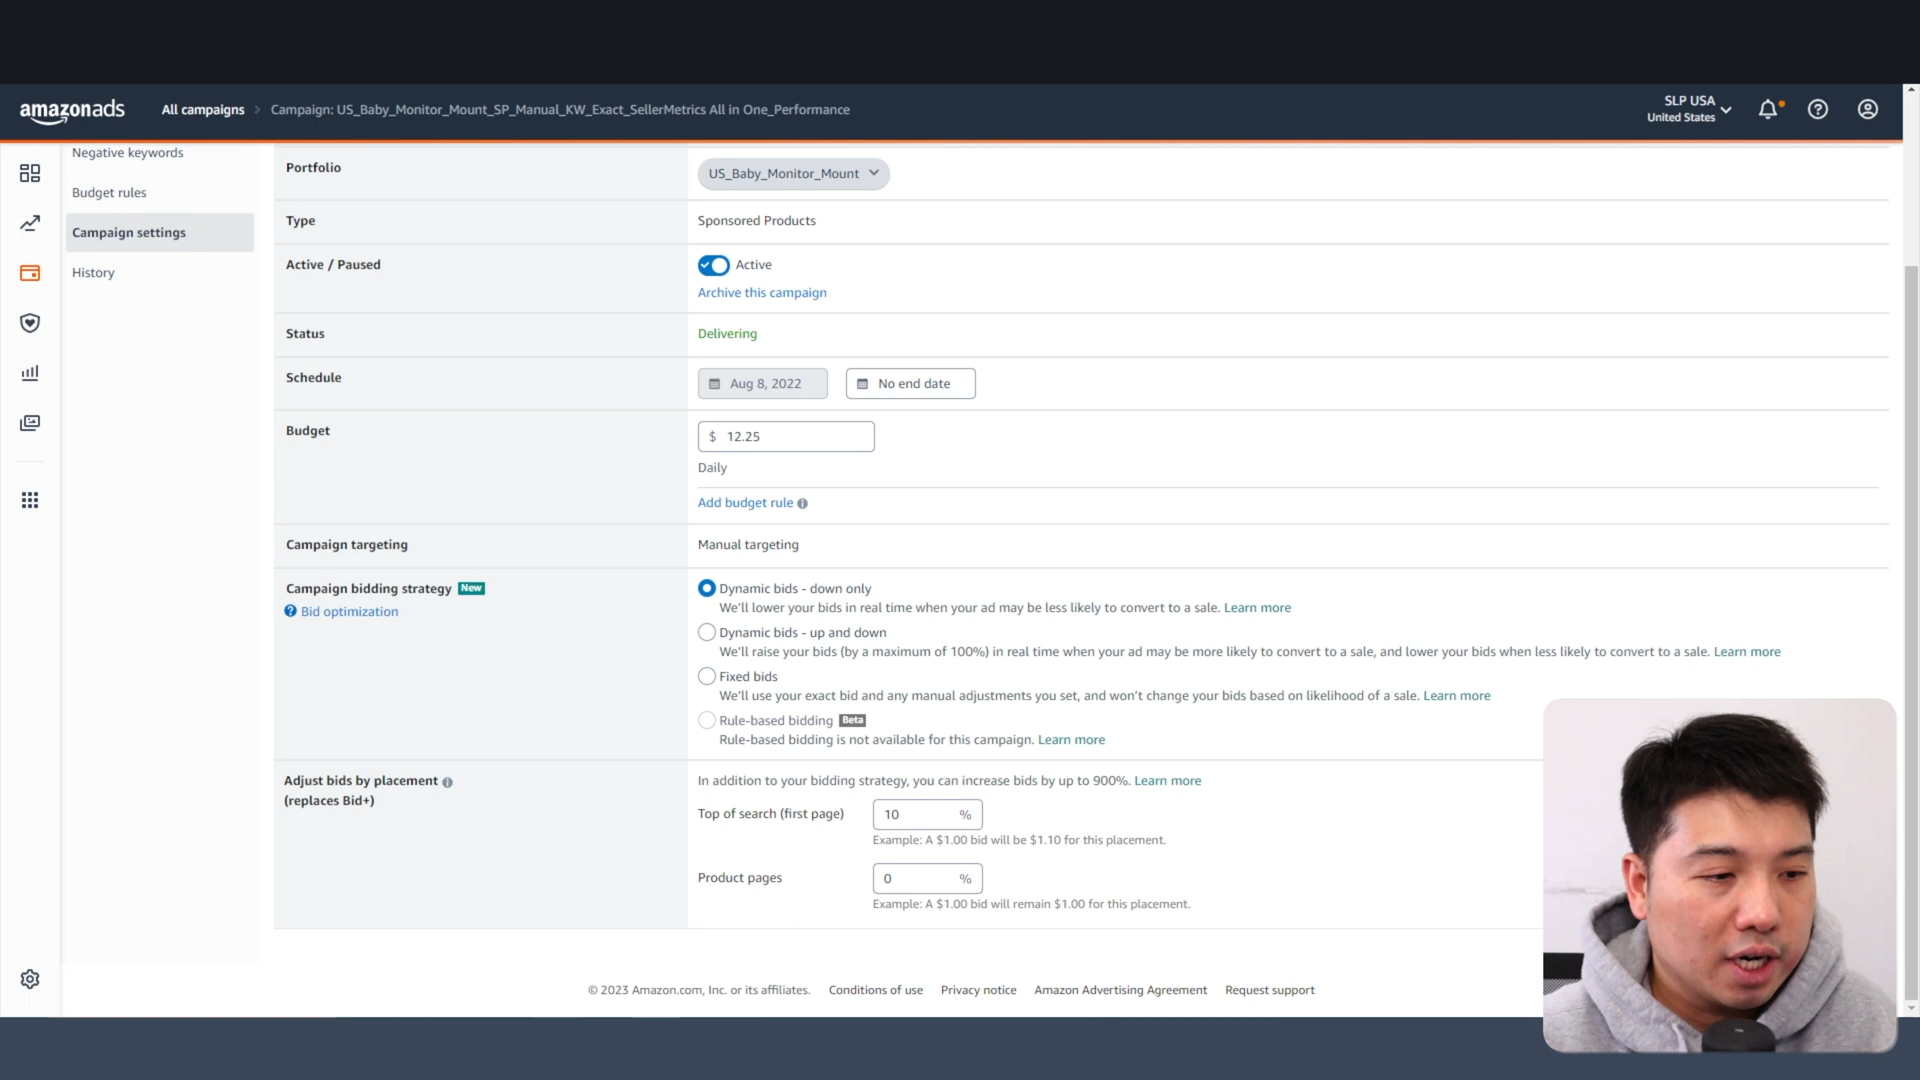 amazonads
All campaigns > Campaign: US_Baby_Monitor_Mount_SP_Manual_KW_Exact_SellerMetrics All in One_Performance
SLP USA
United States
Negative keywords
Budget rules
Campaign settings
History
Portfolio
US_Baby_Monitor_Mount
Type
Sponsored Products
Active / Paused
Active
Archive this campaign
Status
Delivering
Schedule
Aug 8, 2022
No end date
Budget
$ 12.25
Daily
Add budget rule
Campaign targeting
Manual targeting
Campaign bidding strategy New
Bid optimization
Dynamic bids - down only
We'll lower your bids in real time when your ad may be less likely to convert to a sale. Learn more
Dynamic bids - up and down
We'll raise your bids (by a maximum of 100%) in real time when your ad may be more likely to convert to a sale, and lower your bids when less likely to convert to a sale. Learn more
Fixed bids
We'll use your exact bid and any manual adjustments you set, and won't change your bids based on likelihood of a sale. Learn more
Rule-based bidding Beta
Rule-based bidding is not available for this campaign. Learn more
Adjust bids by placement
(replaces Bid+)
In addition to your bidding strategy, you can increase bids by up to 900%. Learn more
Top of search (first page)
10 %
Example: A $1.00 bid will be $1.10 for this placement.
Product pages
0 %
Example: A $1.00 bid will remain $1.00 for this placement.
© 2023 Amazon.com, Inc. or its affiliates. Conditions of use Privacy notice Amazon Advertising Agreement Request support